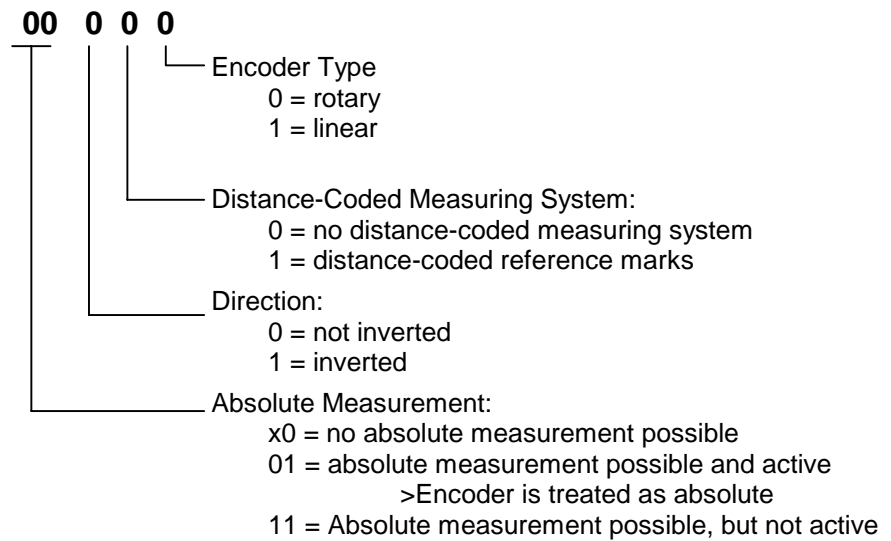 00 0 0 0
Encoder Type
0 = rotary
1 = linear
Distance-Coded Measuring System:
0 = no distance-coded measuring system
1 = distance-coded reference marks
Direction:
0 = not inverted
1 = inverted
Absolute Measurement:
x0 = no absolute measurement possible
01 = absolute measurement possible and active
>Encoder is treated as absolute
11 = Absolute measurement possible, but not active